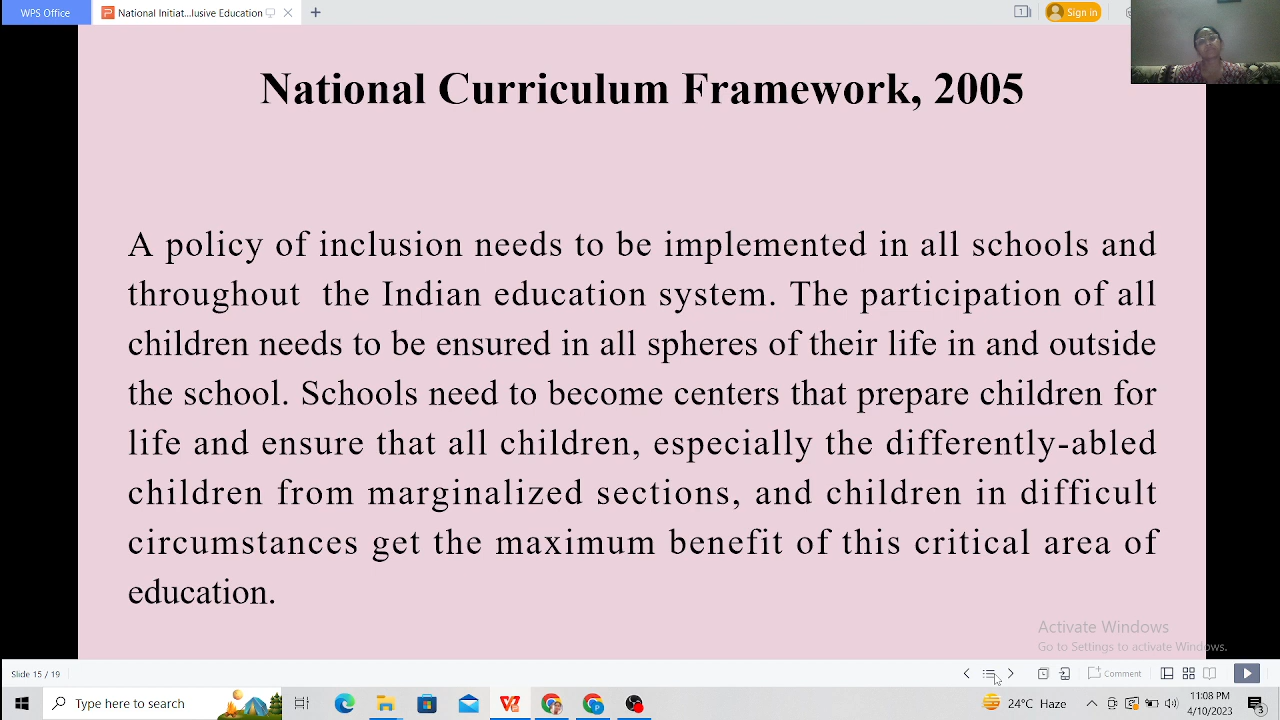 WPS Office
National Initiat...lusive Education
+
1
Sign in
National Curriculum Framework, 2005
A policy of inclusion needs to be implemented in all schools and
throughout the Indian education system. The participation of all
children needs to be ensured in all spheres of their life in and outside
the school. Schools need to become centers that prepare children for
life and ensure that all children, especially the differently-abled
children from marginalized sections, and children in difficult
circumstances get the maximum benefit of this critical area of
education.
Activate Windows
Go to Settings to activate Windows.
Slide 15 / 19
Comment
Type here to search
24°C Haze
11:08 PM
4/10/2023
3